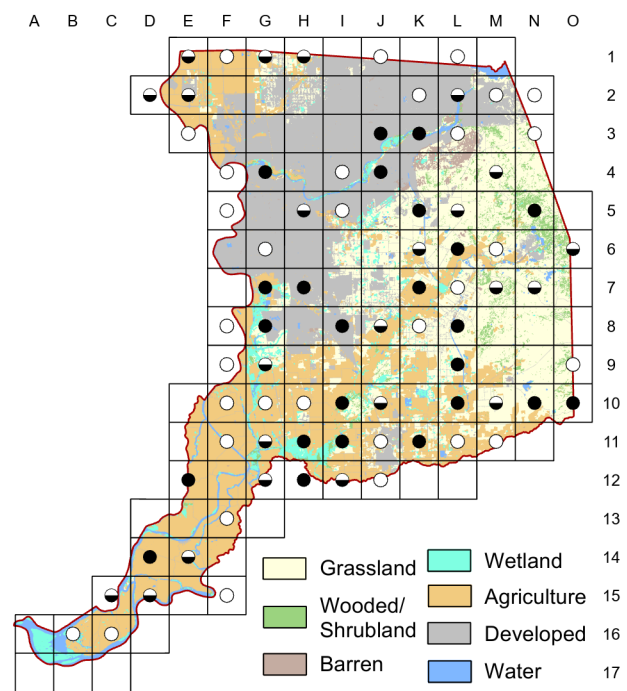 A B C D E F G H I J K L M N O
1
2
3
4
5
6
7
8
9
10
11
12
13
14
15
16
17
Grassland
Wooded/
Shrubland
Barren
Wetland
Agriculture
Developed
Water